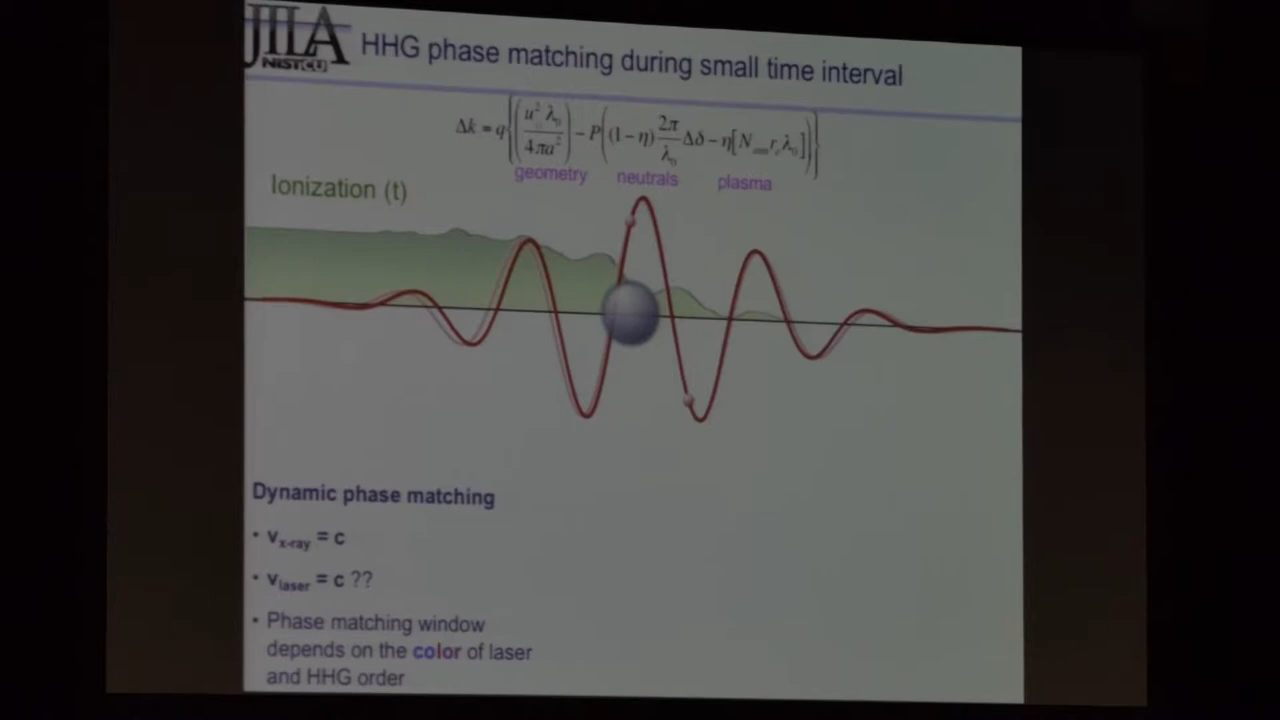 JILA
NIST-CU
HHG phase matching during small time interval
Δk = q{(u² λ₀ / 4πa²) − P((1−η) 2π/λ₀ Δδ − η[N_atm r_e λ₀])}
geometry neutrals plasma
Ionization (t)
Dynamic phase matching
• v x-ray = c
• v laser = c ??
• Phase matching window
depends on the color of laser
and HHG order